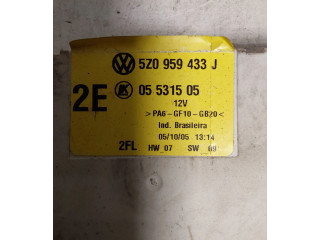 5Z0 959 433 J
2E
05 5315 05
12V
>PA6-GF10-GB20<
Ind. Brasileira
05/10/05 13:14
2FL HW 07 SW 09